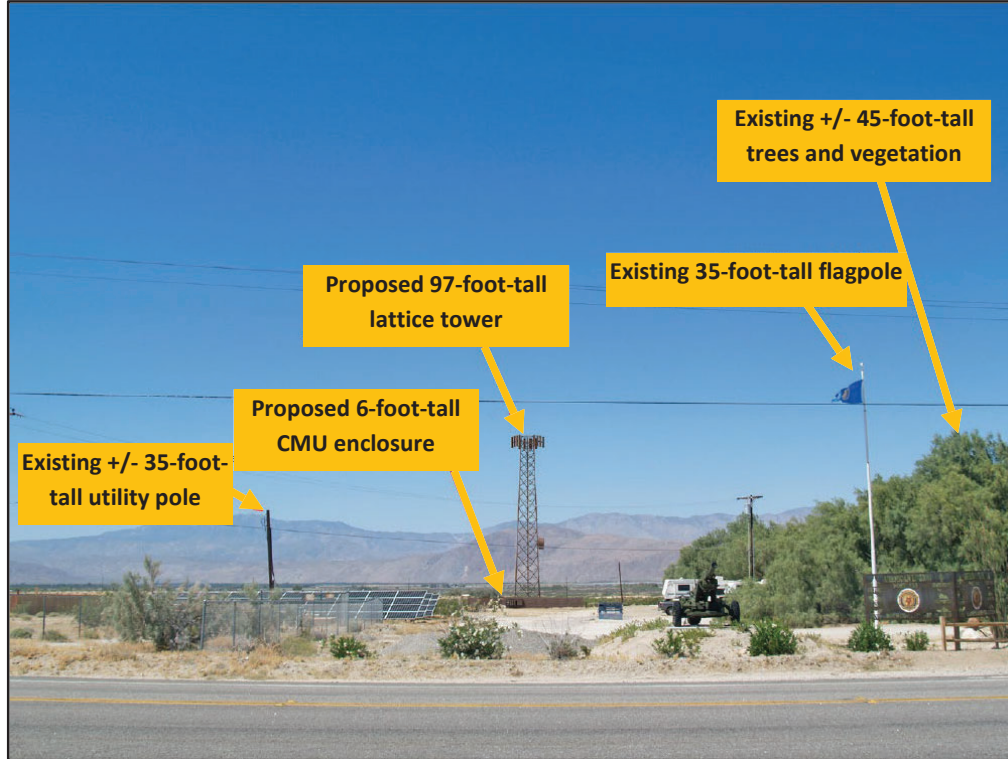 Existing +/- 45-foot-tall
trees and vegetation
Existing 35-foot-tall flagpole
Proposed 97-foot-tall
lattice tower
Proposed 6-foot-tall
CMU enclosure
Existing +/- 35-foot-
tall utility pole